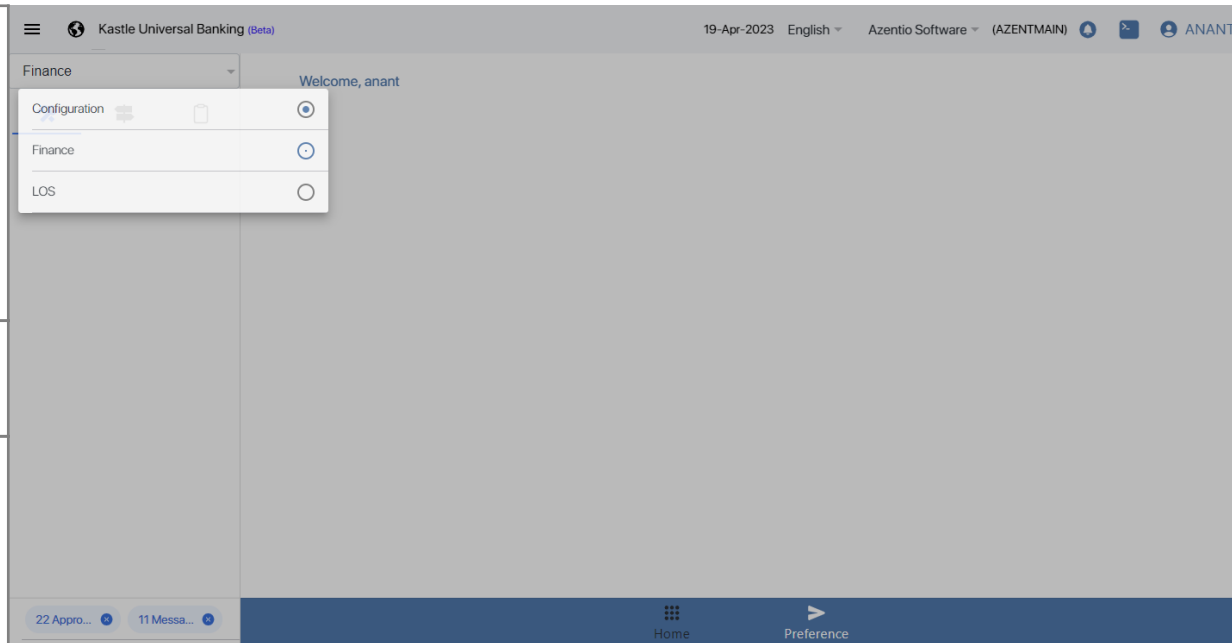 Kastle Universal Banking (Beta) 19-Apr-2023 English Azentio Software (AZENTMAIN) ANANT
Finance
Welcome, anant
Configuration
Finance
LOS
22 Appro... 11 Messa...
Home Preference